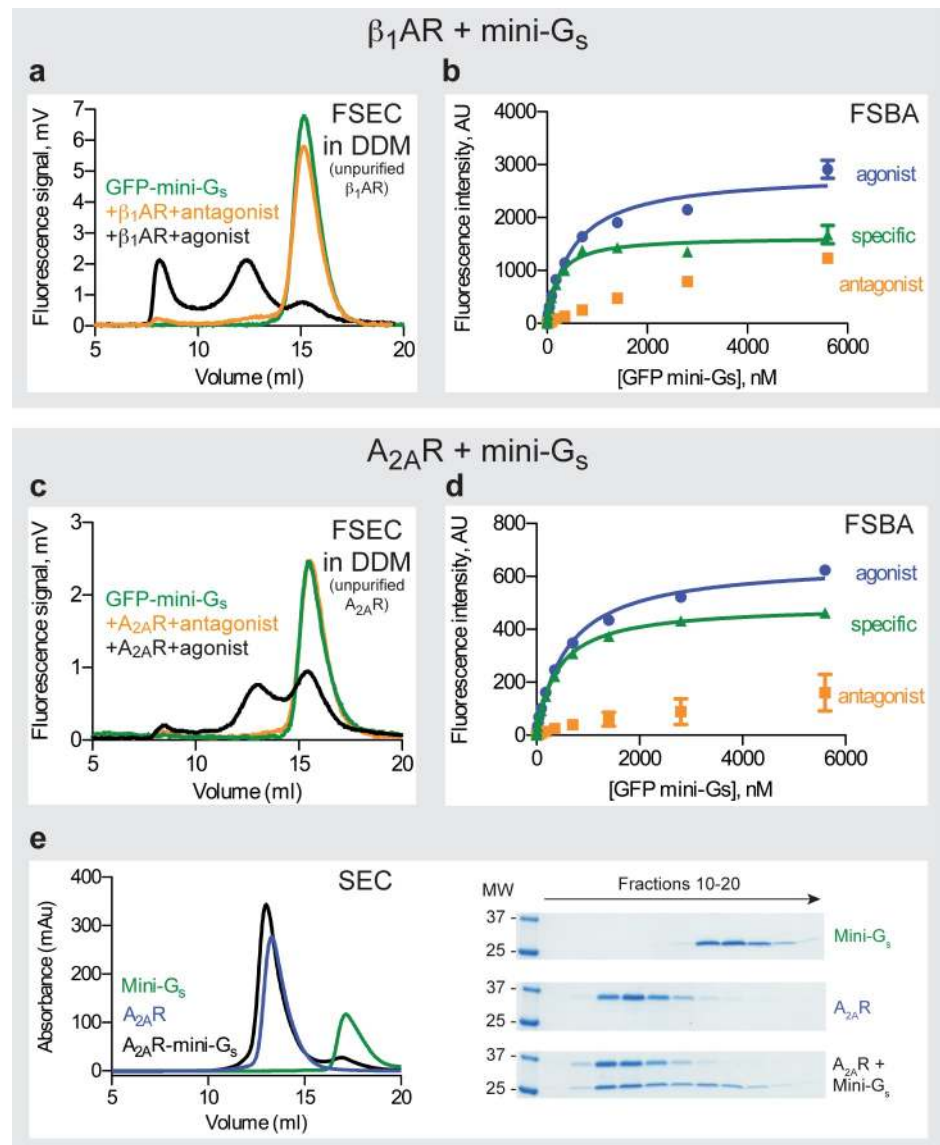 β₁AR + mini-Gₛ
a
7
6
5
4
3
2
1
0
Fluorescence signal, mV
FSEC
in DDM
(unpurified
β₁AR)
GFP-mini-Gₛ
+β₁AR+antagonist
+β₁AR+agonist
5 10 15 20
Volume (ml)
b
4000
3000
2000
1000
0
Fluorescence intensity, AU
FSBA
agonist
specific
antagonist
0 2000 4000 6000
[GFP mini-Gs], nM
A₂ₐR + mini-Gₛ
c
3
2
1
0
Fluorescence signal, mV
FSEC
in DDM
(unpurified
A₂ₐR)
GFP-mini-Gₛ
+A₂ₐR+antagonist
+A₂ₐR+agonist
5 10 15 20
Volume (ml)
d
800
600
400
200
0
Fluorescence intensity, AU
FSBA
agonist
specific
antagonist
0 2000 4000 6000
[GFP mini-Gs], nM
e
400
300
200
100
0
Absorbance (mAu)
SEC
Mini-Gₛ
A₂ₐR
A₂ₐR-mini-Gₛ
5 10 15 20
Volume (ml)
MW
Fractions 10-20
37 -
25 -
Mini-Gₛ
37 -
25 -
A₂ₐR
37 -
25 -
A₂ₐR +
Mini-Gₛ